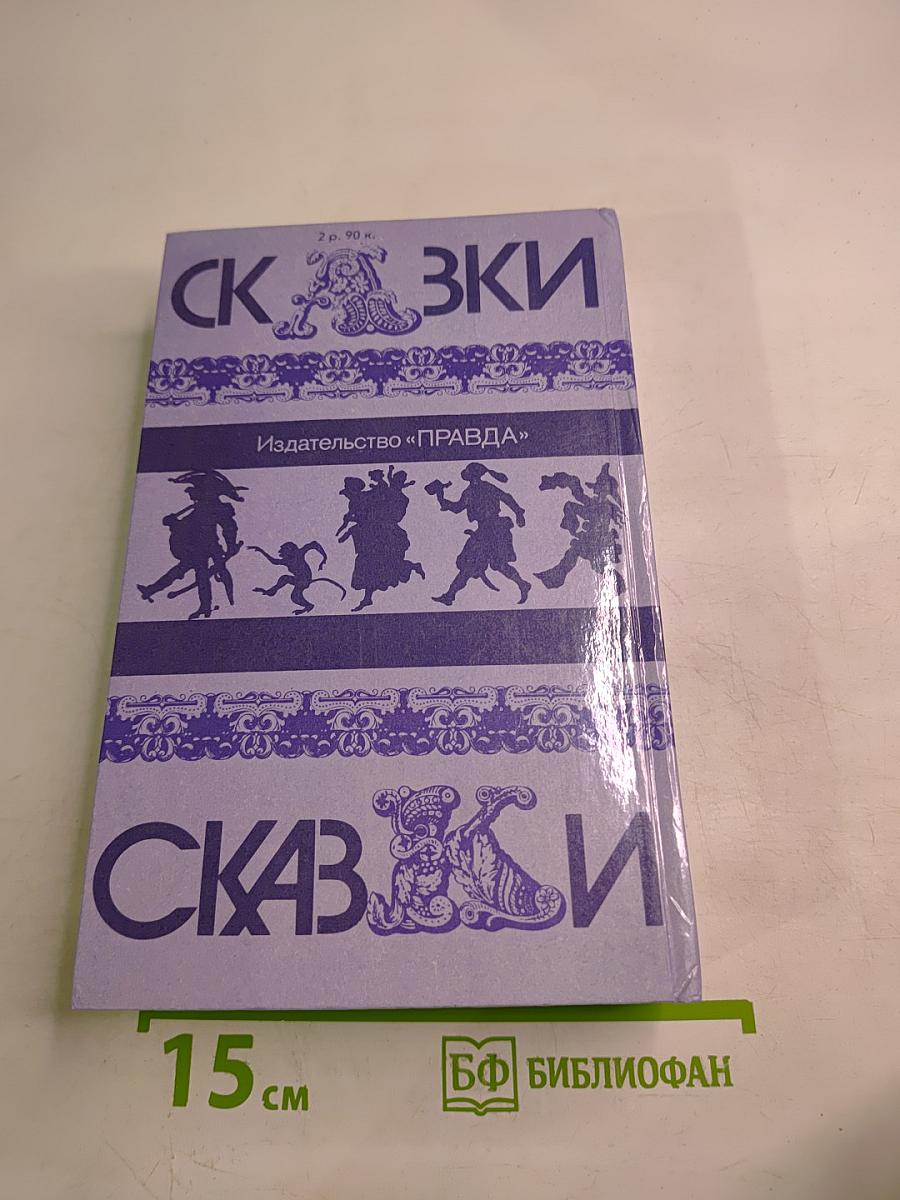 2 р. 90 к.
СКАЗКИ
Издательство «ПРАВДА»
СКАЗКИ
15 см
БФ БИБЛИОФАН